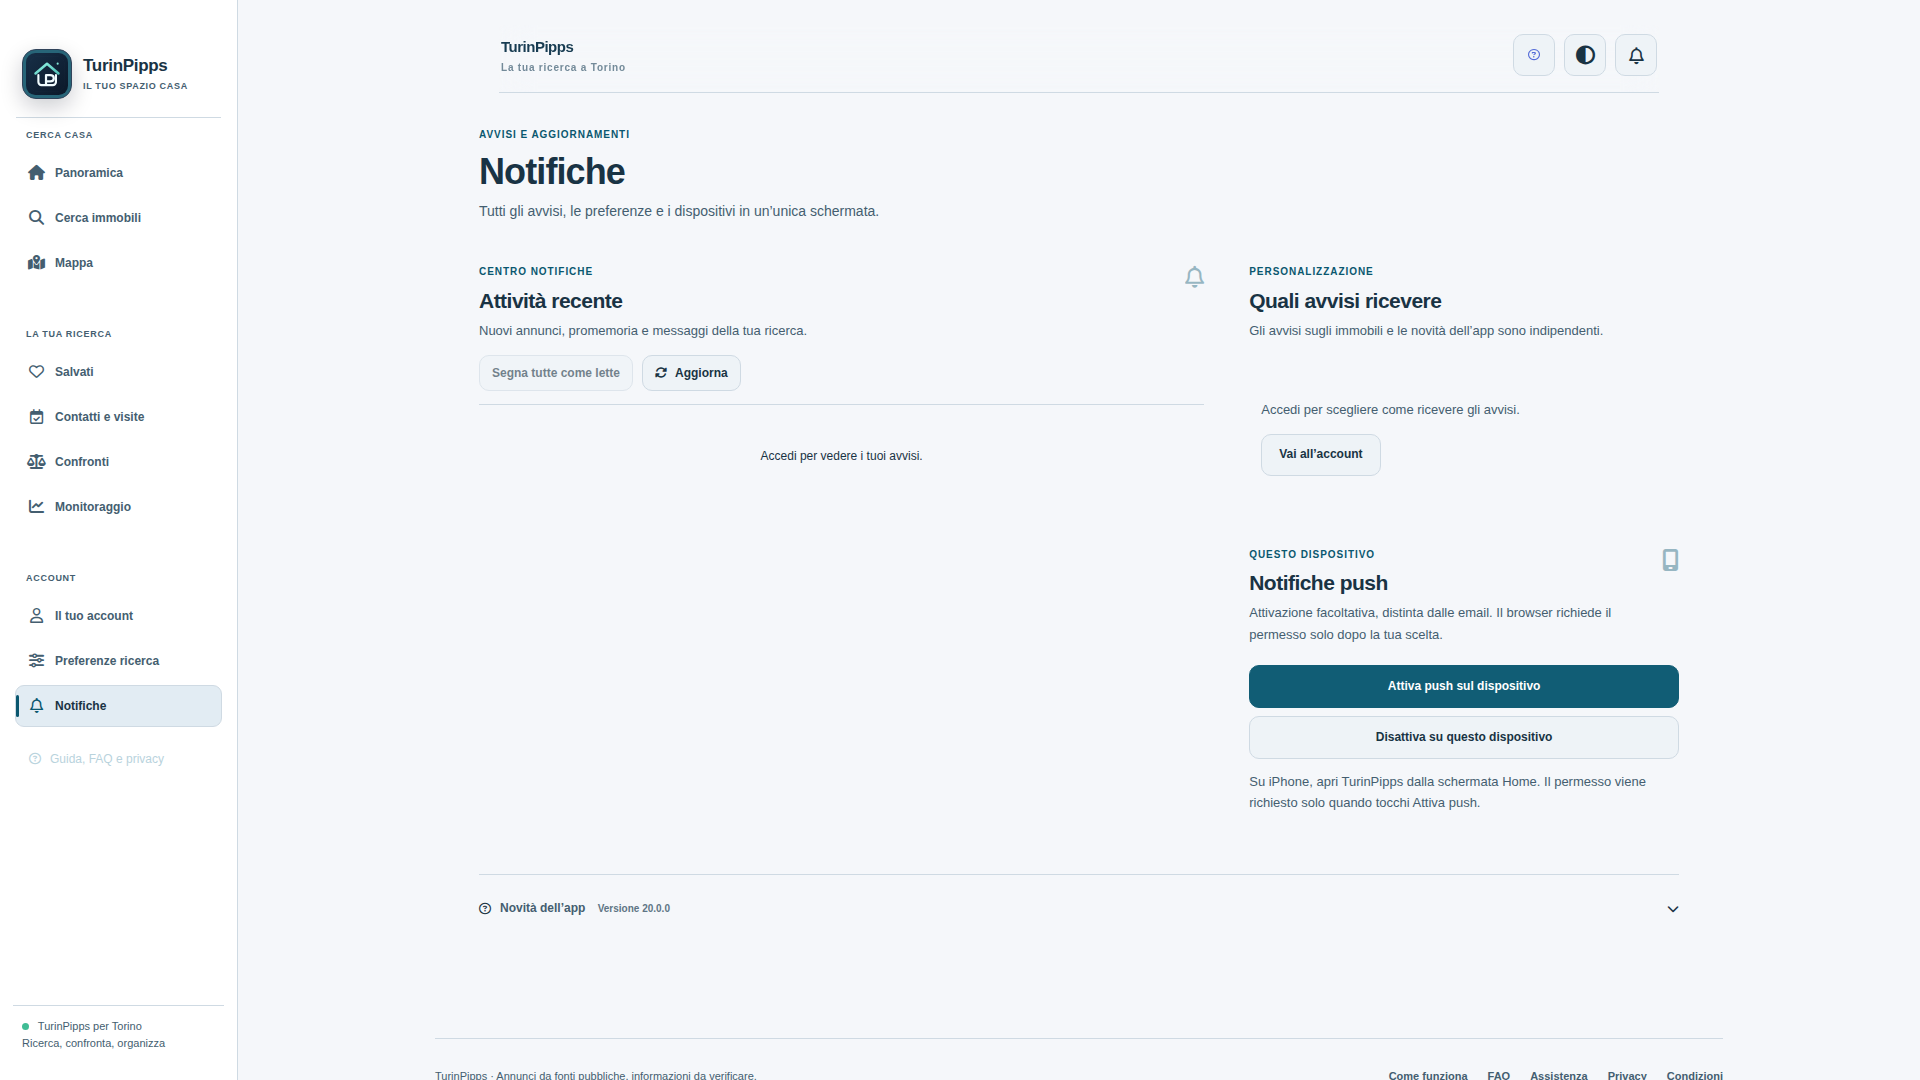 TurinPipps
IL TUO SPAZIO CASA
CERCA CASA
Panoramica
Cerca immobili
Mappa
LA TUA RICERCA
Salvati
Contatti e visite
Confronti
Monitoraggio
ACCOUNT
Il tuo account
Preferenze ricerca
Notifiche
Guida, FAQ e privacy
TurinPipps per Torino
Ricerca, confronta, organizza
TurinPipps
La tua ricerca a Torino
AVVISI E AGGIORNAMENTI
Notifiche
Tutti gli avvisi, le preferenze e i dispositivi in un’unica schermata.
CENTRO NOTIFICHE
Attività recente
Nuovi annunci, promemoria e messaggi della tua ricerca.
Segna tutte come lette
Aggiorna
Accedi per vedere i tuoi avvisi.
PERSONALIZZAZIONE
Quali avvisi ricevere
Gli avvisi sugli immobili e le novità dell’app sono indipendenti.
Accedi per scegliere come ricevere gli avvisi.
Vai all’account
QUESTO DISPOSITIVO
Notifiche push
Attivazione facoltativa, distinta dalle email. Il browser richiede il
permesso solo dopo la tua scelta.
Attiva push sul dispositivo
Disattiva su questo dispositivo
Su iPhone, apri TurinPipps dalla schermata Home. Il permesso viene
richiesto solo quando tocchi Attiva push.
Novità dell’app Versione 20.0.0
TurinPipps · Annunci da fonti pubbliche, informazioni da verificare.
Come funziona FAQ Assistenza Privacy Condizioni